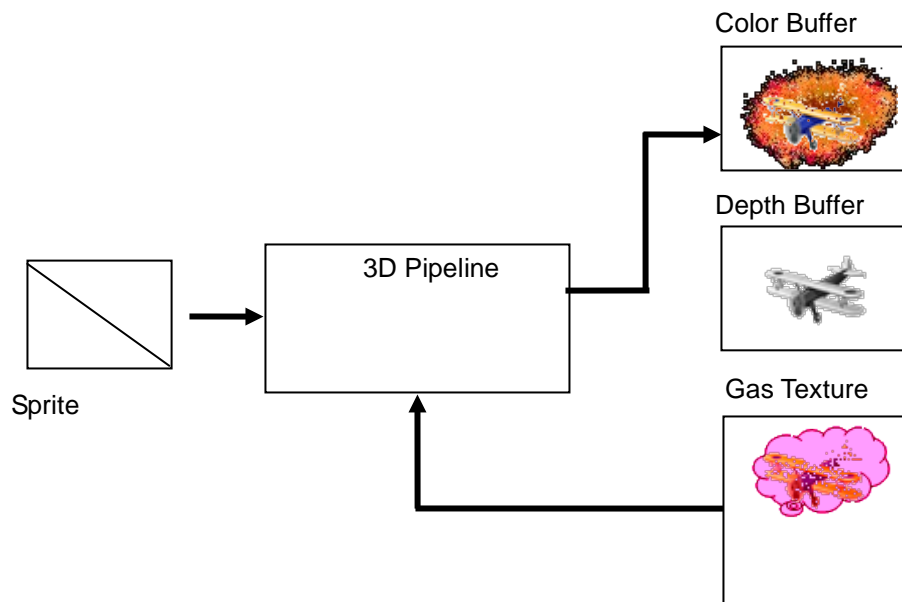 Color Buffer
Depth Buffer
3D Pipeline
Sprite
Gas Texture